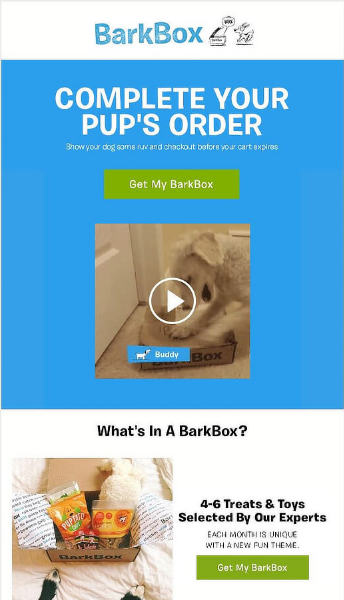 BarkBox
COMPLETE YOUR
PUP'S ORDER
Show your dog some ruv and checkout before your cart expires
Get My BarkBox
Buddy
Box
What's In A BarkBox?
BarkBox
4-6 Treats & Toys
Selected By Our Experts
EACH MONTH IS UNIQUE
WITH A NEW FUN THEME.
Get My BarkBox